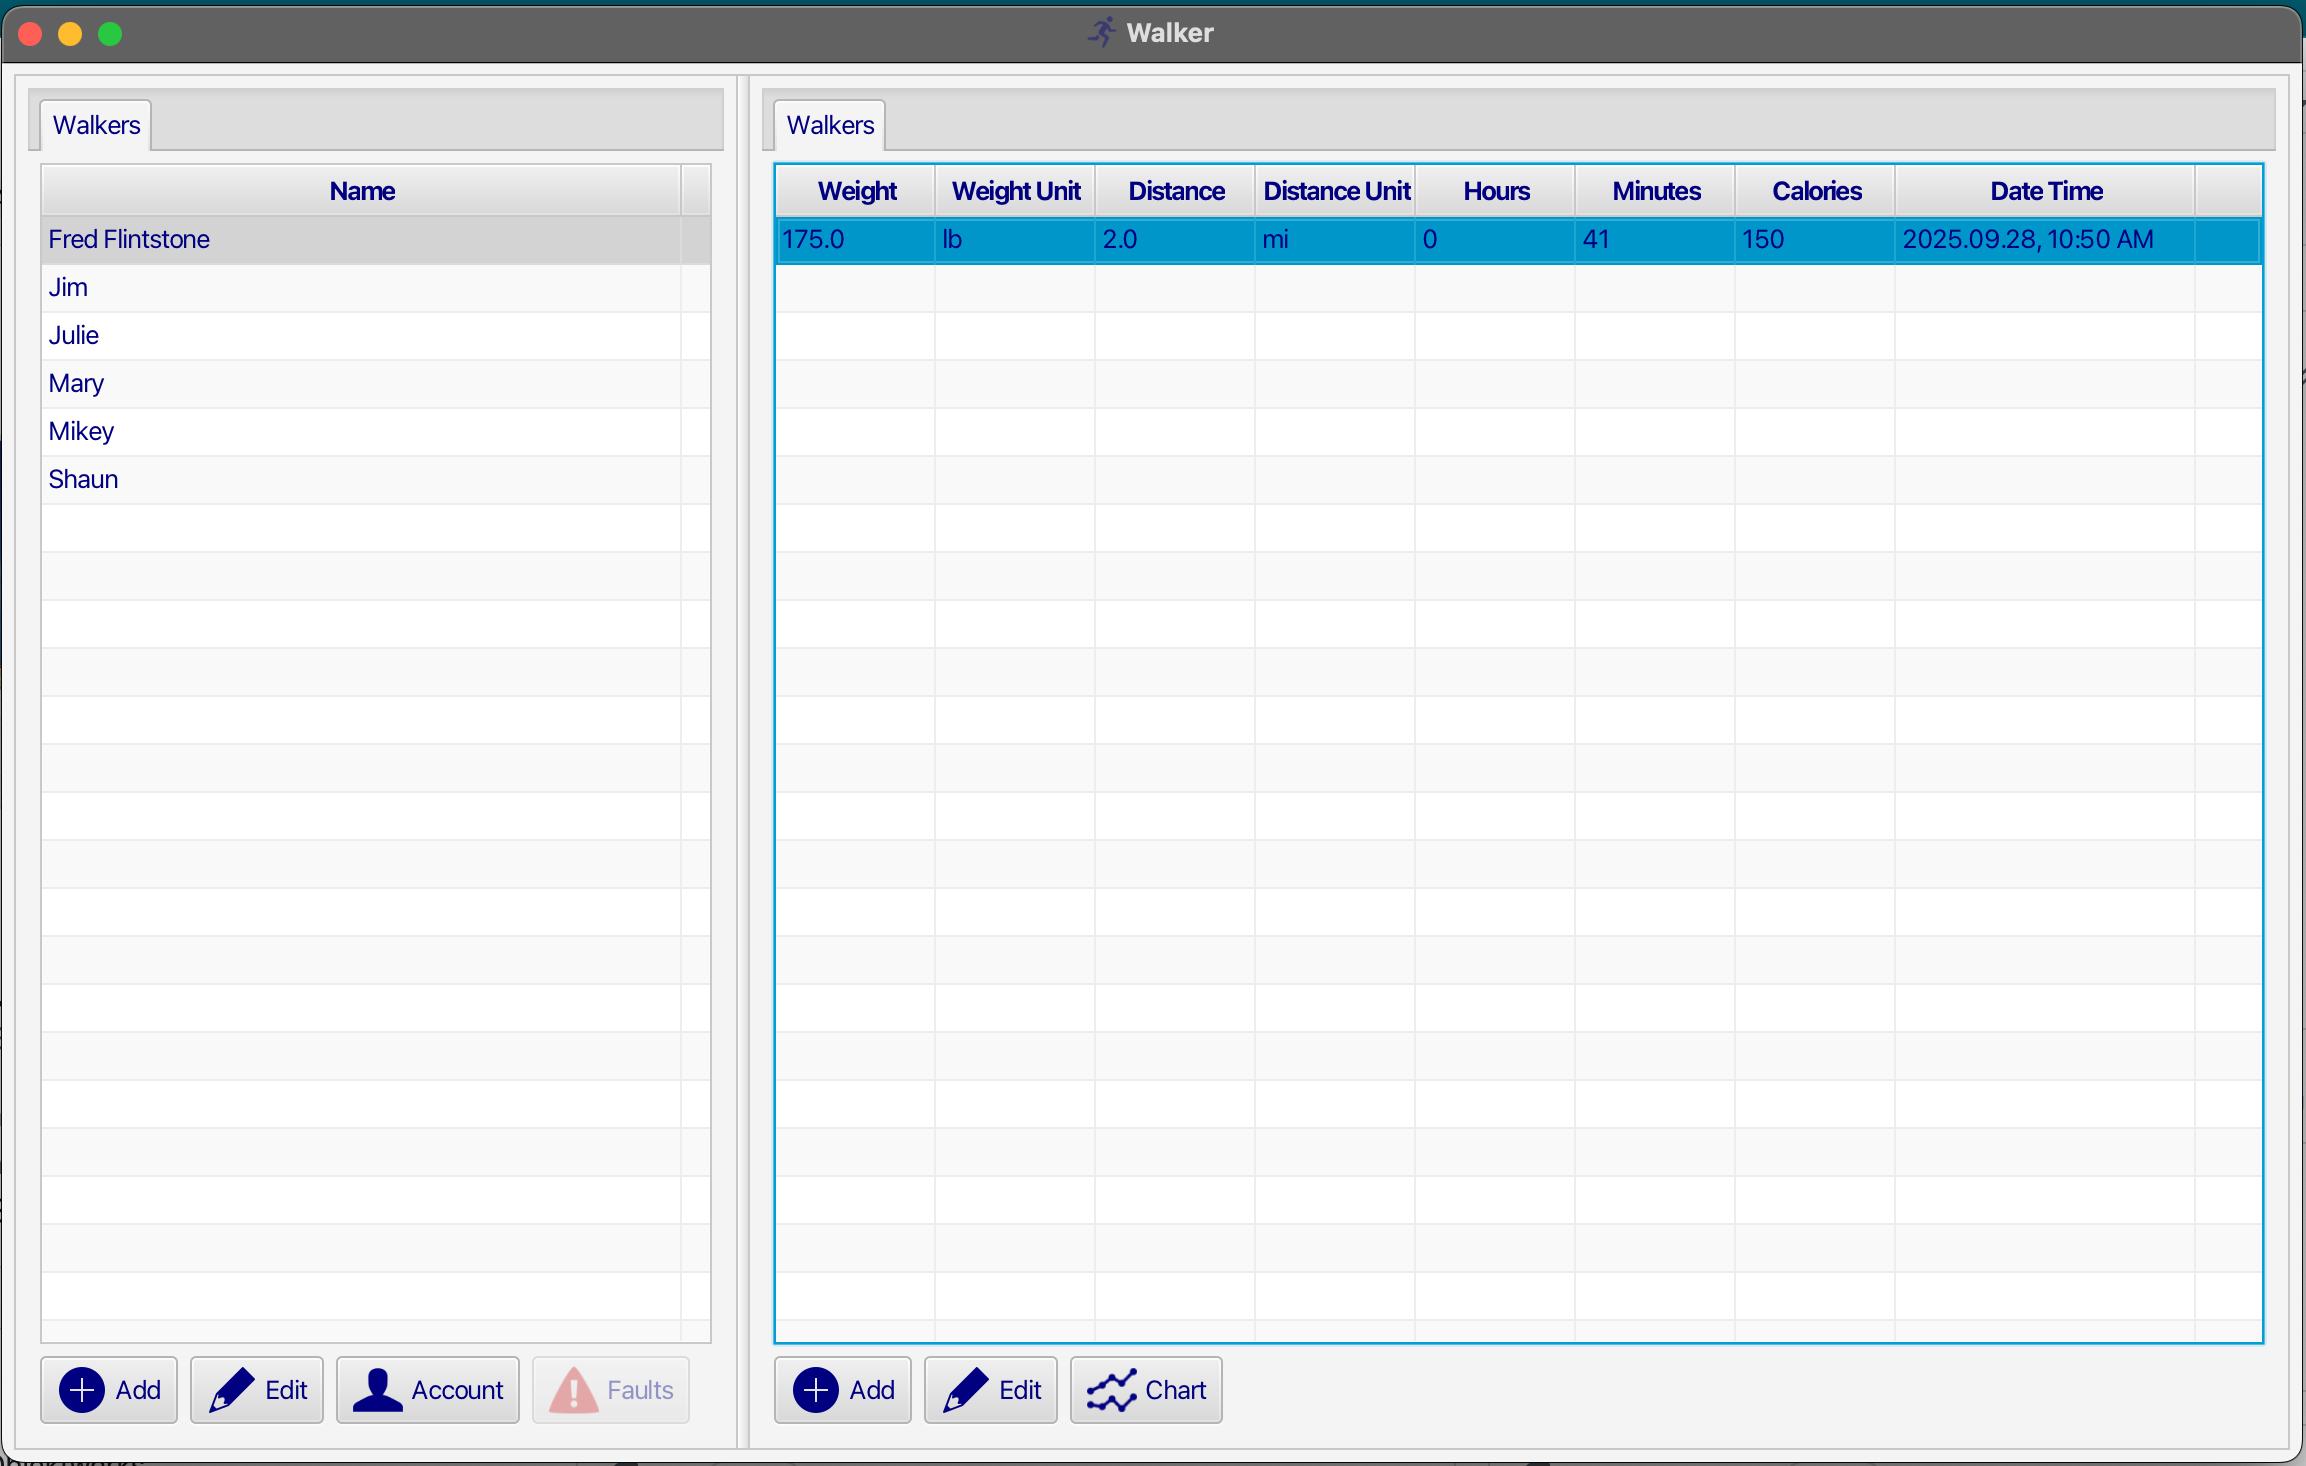 Walker
Walkers
Name
Fred Flintstone
Jim
Julie
Mary
Mikey
Shaun
Add Edit Account Faults
Walkers
Weight Weight Unit Distance Distance Unit Hours Minutes Calories Date Time
175.0 lb 2.0 mi 0 41 150 2025.09.28, 10:50 AM
Add Edit Chart